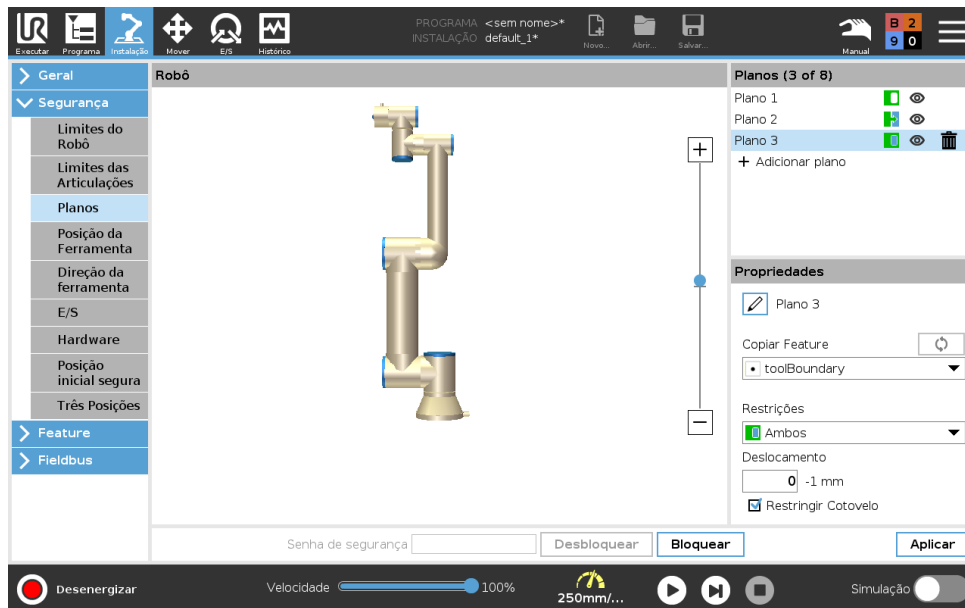 PROGRAMA <sem nome>*
INSTALAÇÃO default_1*
Executar Programa Instalação Mover E/S Histórico Novo... Abrir... Salvar... Manual
B 2
9 0
Geral
Segurança
Limites do
Robô
Limites das
Articulações
Planos
Posição da
Ferramenta
Direção da
ferramenta
E/S
Hardware
Posição
inicial segura
Três Posições
Feature
Fieldbus
Robô
Planos (3 of 8)
Plano 1
Plano 2
Plano 3
+ Adicionar plano
Propriedades
Plano 3
Copiar Feature
toolBoundary
Restrições
Ambos
Deslocamento
0 -1 mm
Restringir Cotovelo
Senha de segurança Desbloquear Bloquear Aplicar
Desenergizar Velocidade 100% 250mm/... Simulação